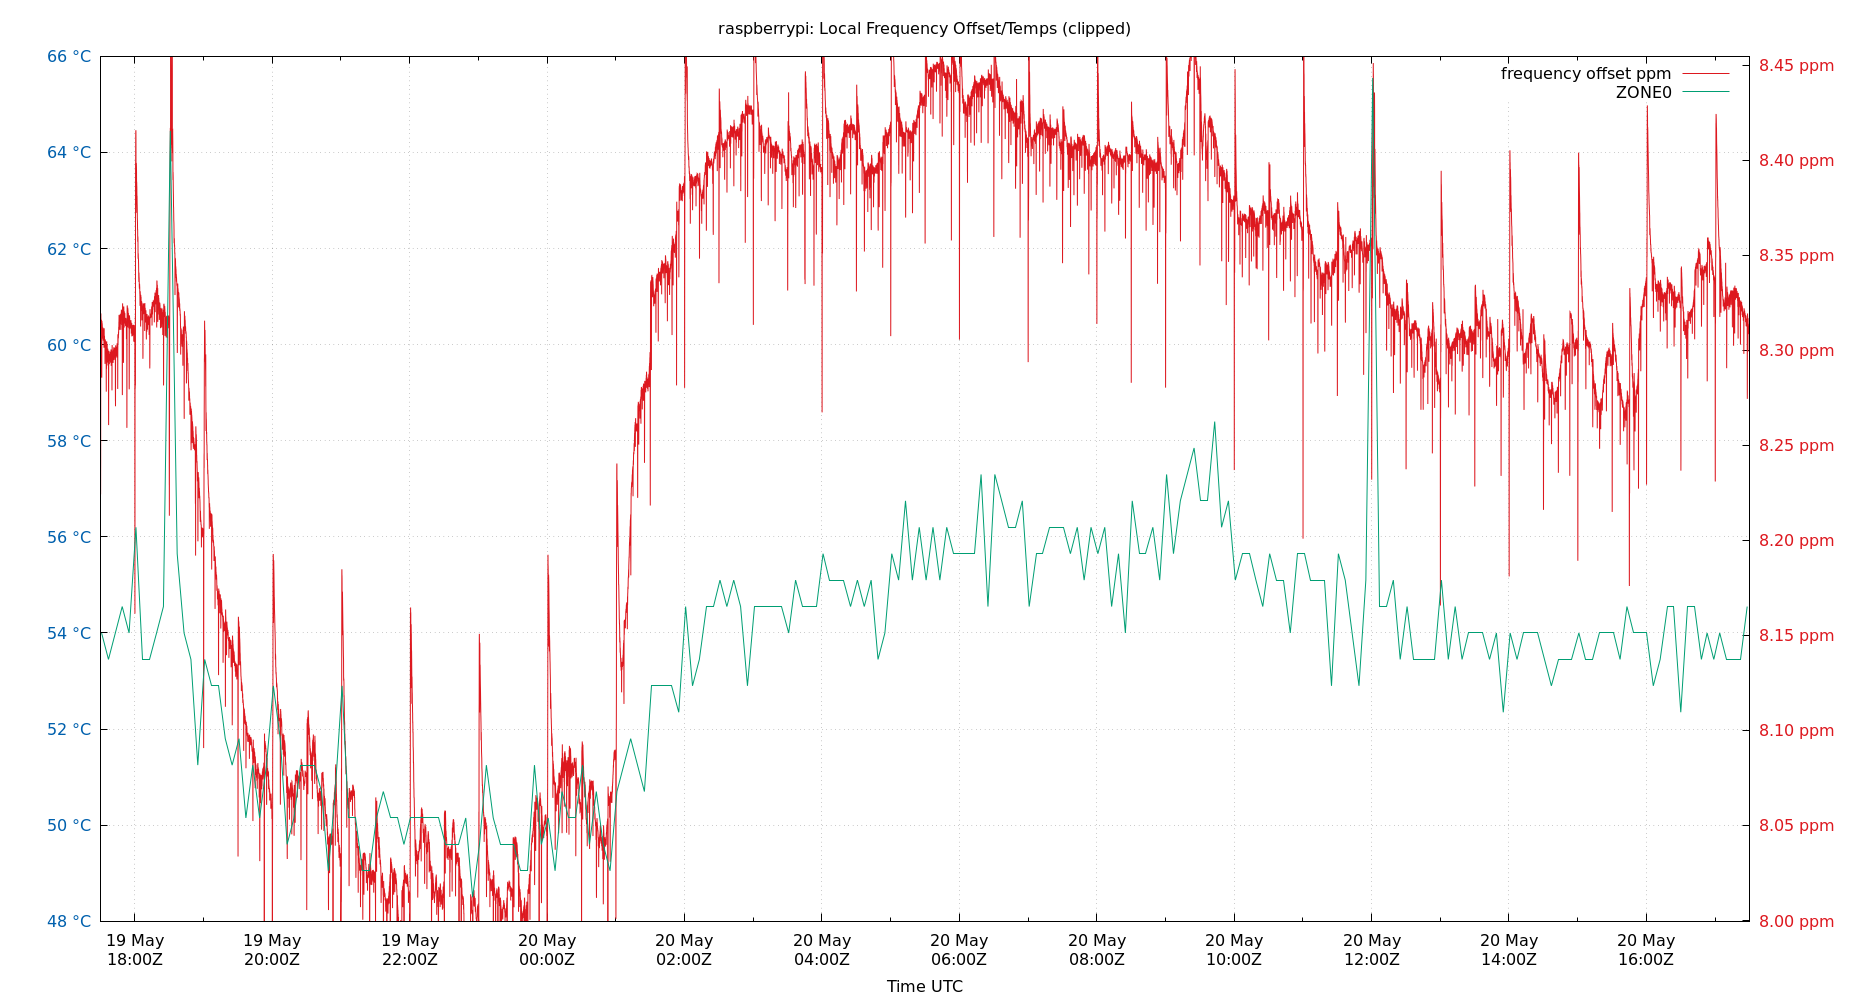 raspberrypi: Local Frequency Offset/Temps (clipped)
66 °C
64 °C
62 °C
60 °C
58 °C
56 °C
54 °C
52 °C
50 °C
48 °C
frequency offset ppm
ZONE0
8.45 ppm
8.40 ppm
8.35 ppm
8.30 ppm
8.25 ppm
8.20 ppm
8.15 ppm
8.10 ppm
8.05 ppm
8.00 ppm
19 May
18:00Z
19 May
20:00Z
19 May
22:00Z
20 May
00:00Z
20 May
02:00Z
20 May
04:00Z
20 May
06:00Z
20 May
08:00Z
20 May
10:00Z
20 May
12:00Z
20 May
14:00Z
20 May
16:00Z
Time UTC